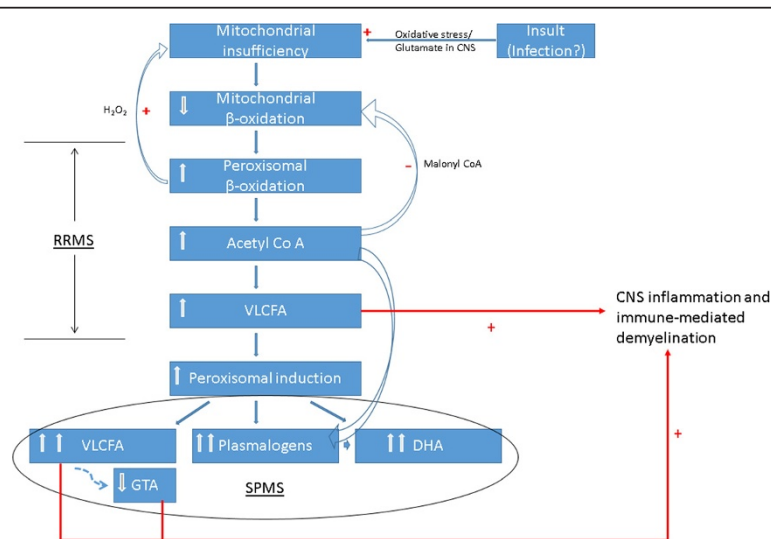 Mitochondrial
insufficiency
+
Oxidative stress/
Glutamate in CNS
Insult
(Infection?)
H₂O₂
+
Mitochondrial
β-oxidation
Peroxisomal
β-oxidation
-
Malonyl CoA
RRMS
Acetyl Co A
VLCFA
+
CNS inflammation and
immune-mediated
demyelination
Peroxisomal induction
VLCFA
Plasmalogens
DHA
+
GTA
SPMS